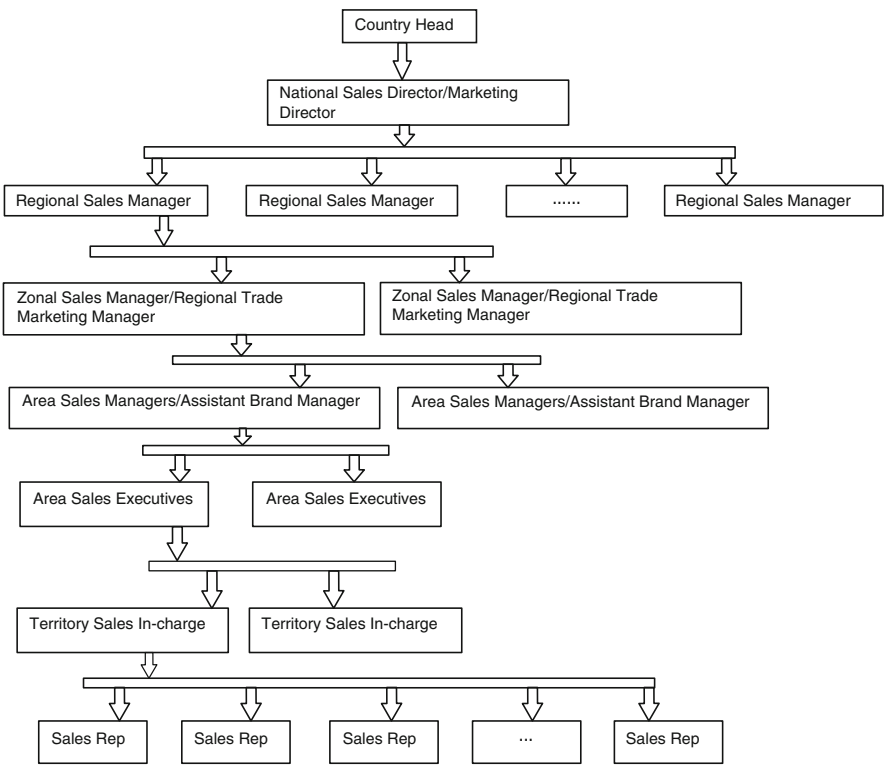 Country Head
National Sales Director/Marketing
Director
Regional Sales Manager
Regional Sales Manager
......
Regional Sales Manager
Zonal Sales Manager/Regional Trade
Marketing Manager
Zonal Sales Manager/Regional Trade
Marketing Manager
Area Sales Managers/Assistant Brand Manager
Area Sales Managers/Assistant Brand Manager
Area Sales Executives
Area Sales Executives
Territory Sales In-charge
Territory Sales In-charge
Sales Rep
Sales Rep
Sales Rep
...
Sales Rep